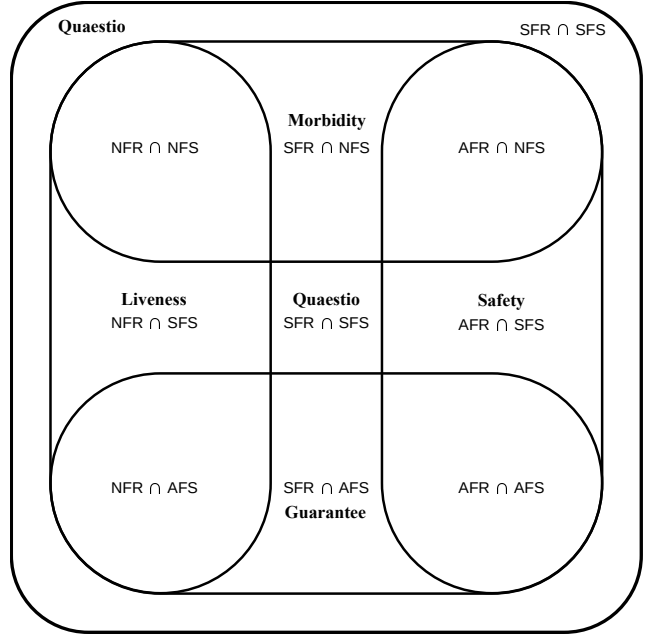 Quaestio
SFR ∩ SFS
Morbidity
NFR ∩ NFS
SFR ∩ NFS
AFR ∩ NFS
Liveness
Quaestio
Safety
NFR ∩ SFS
SFR ∩ SFS
AFR ∩ SFS
NFR ∩ AFS
SFR ∩ AFS
AFR ∩ AFS
Guarantee